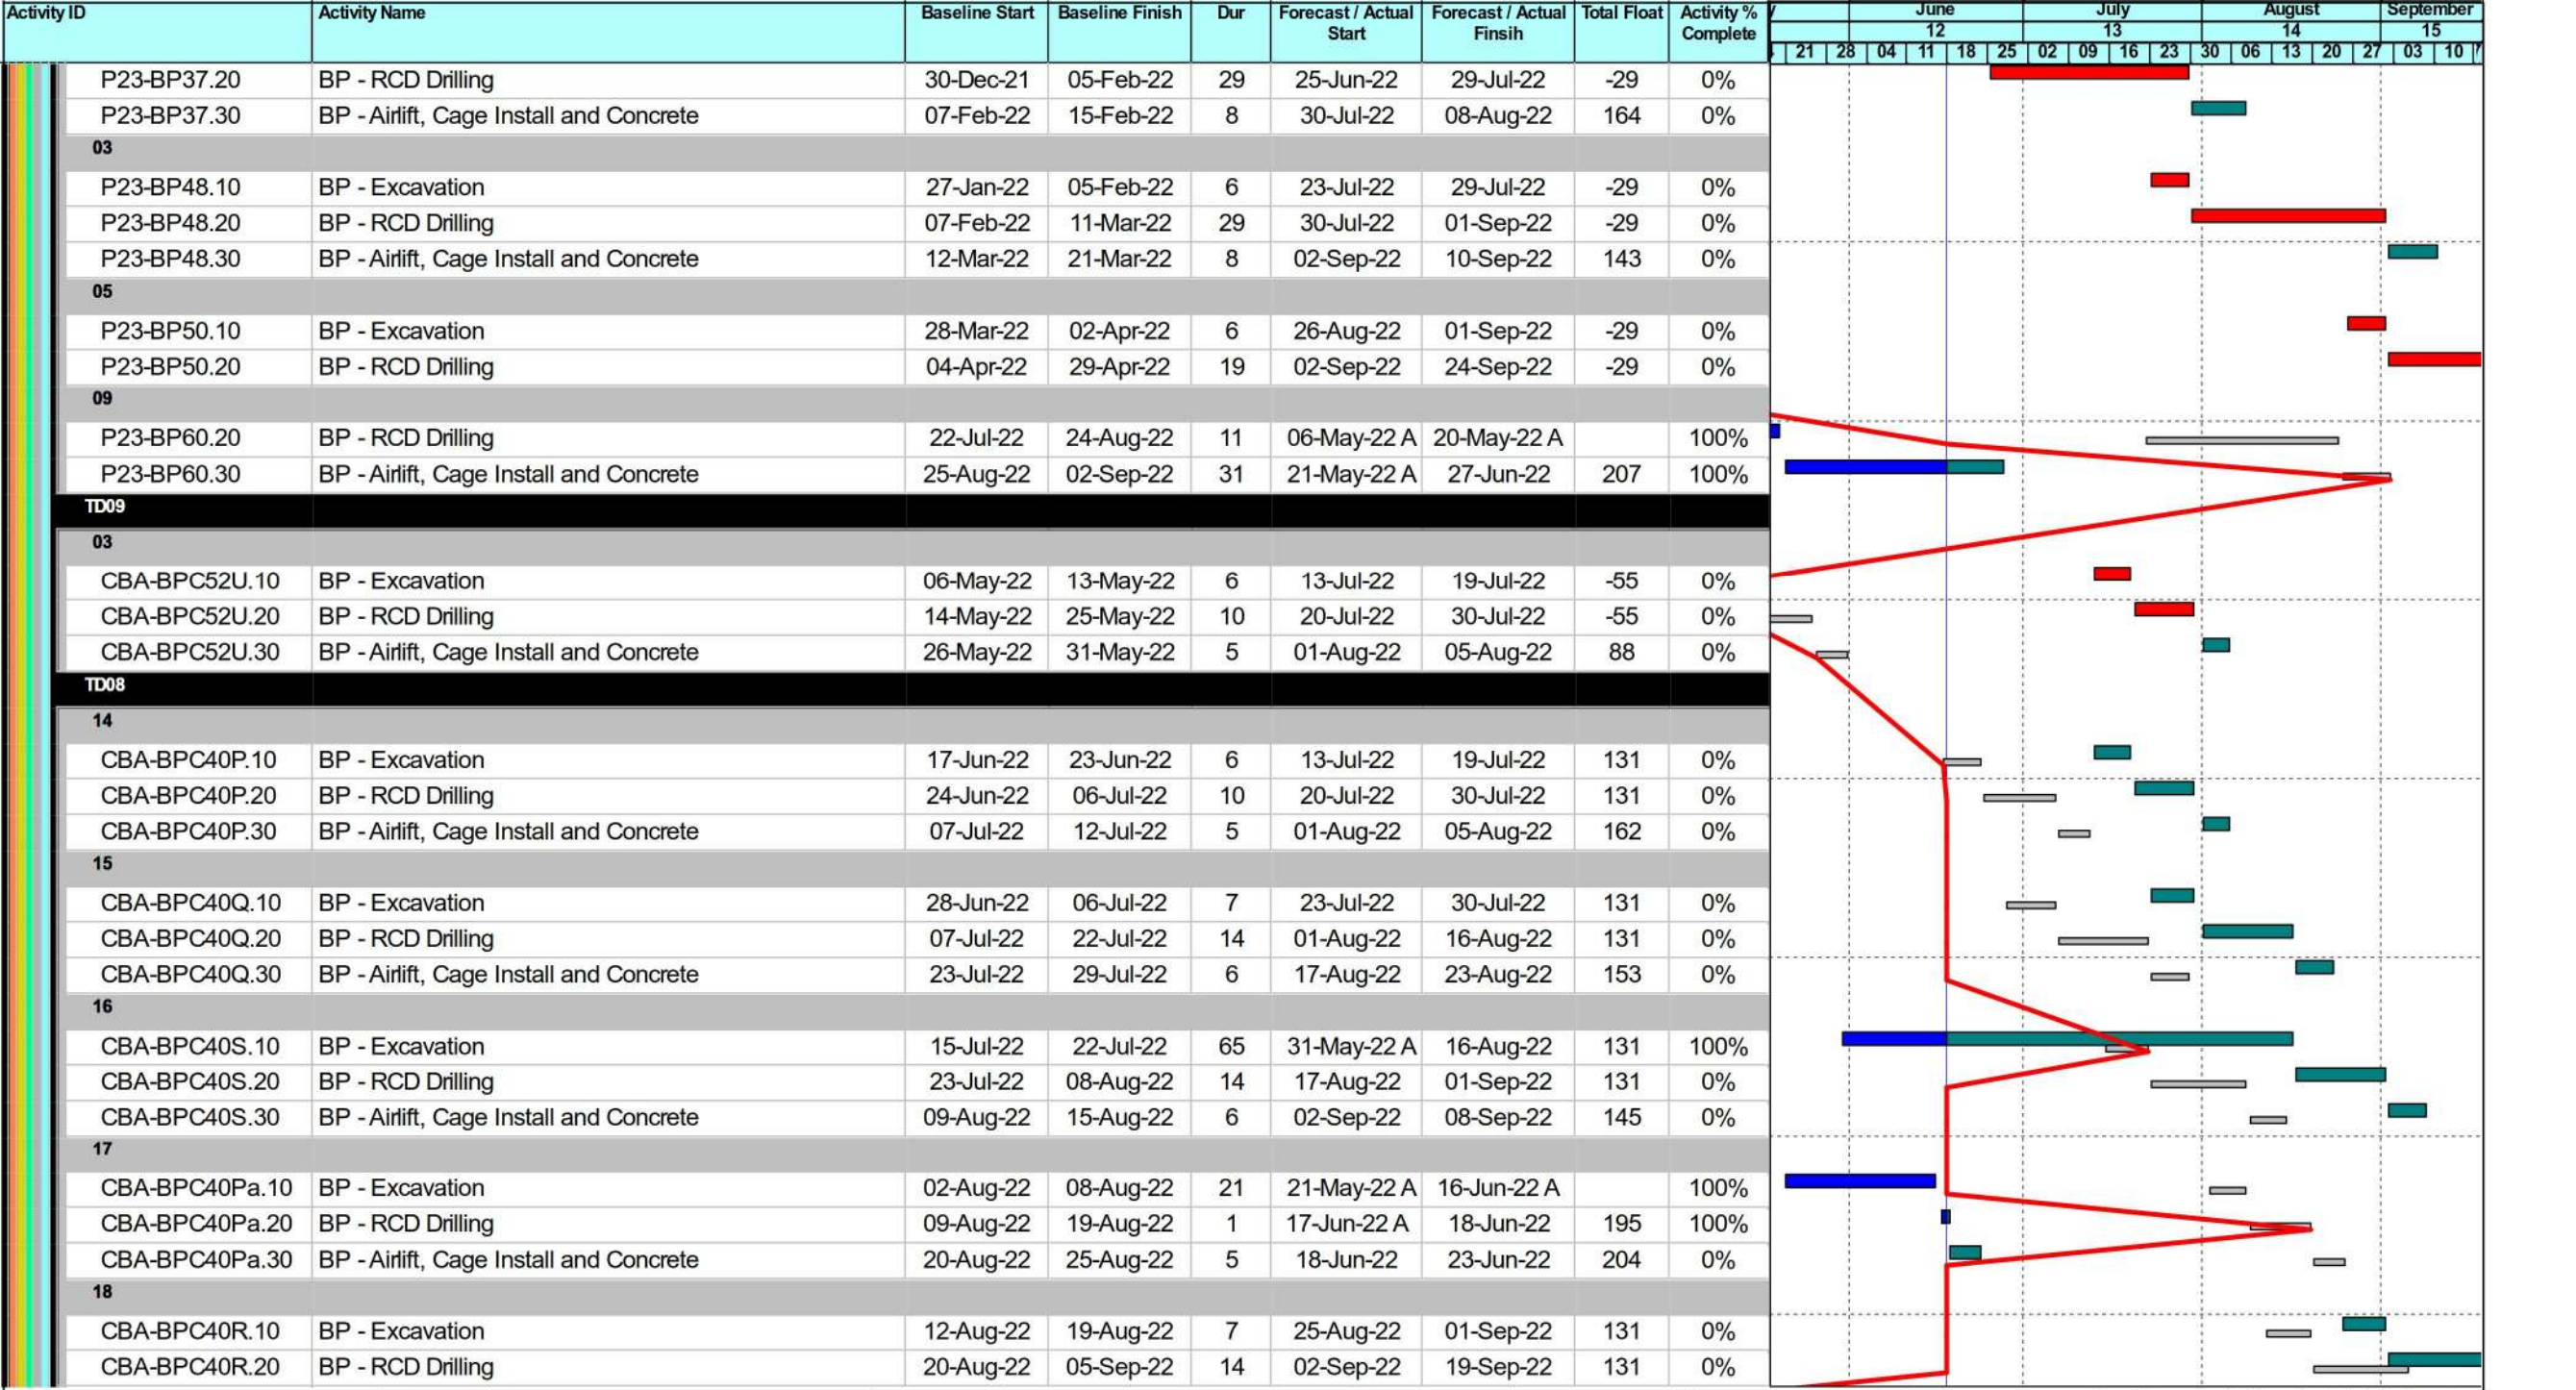 Activity ID Activity Name Baseline Start Baseline Finish Dur Forecast / Actual Start Forecast / Actual Finsih Total Float Activity % Complete
June July August September
12 13 14 15
21 28 04 11 18 25 02 09 16 23 30 06 13 20 27 03 10
P23-BP37.20 BP - RCD Drilling 30-Dec-21 05-Feb-22 29 25-Jun-22 29-Jul-22 -29 0%
P23-BP37.30 BP - Airlift, Cage Install and Concrete 07-Feb-22 15-Feb-22 8 30-Jul-22 08-Aug-22 164 0%
03
P23-BP48.10 BP - Excavation 27-Jan-22 05-Feb-22 6 23-Jul-22 29-Jul-22 -29 0%
P23-BP48.20 BP - RCD Drilling 07-Feb-22 11-Mar-22 29 30-Jul-22 01-Sep-22 -29 0%
P23-BP48.30 BP - Airlift, Cage Install and Concrete 12-Mar-22 21-Mar-22 8 02-Sep-22 10-Sep-22 143 0%
05
P23-BP50.10 BP - Excavation 28-Mar-22 02-Apr-22 6 26-Aug-22 01-Sep-22 -29 0%
P23-BP50.20 BP - RCD Drilling 04-Apr-22 29-Apr-22 19 02-Sep-22 24-Sep-22 -29 0%
09
P23-BP60.20 BP - RCD Drilling 22-Jul-22 24-Aug-22 11 06-May-22 A 20-May-22 A 100%
P23-BP60.30 BP - Airlift, Cage Install and Concrete 25-Aug-22 02-Sep-22 31 21-May-22 A 27-Jun-22 207 100%
TD09
03
CBA-BPC52U.10 BP - Excavation 06-May-22 13-May-22 6 13-Jul-22 19-Jul-22 -55 0%
CBA-BPC52U.20 BP - RCD Drilling 14-May-22 25-May-22 10 20-Jul-22 30-Jul-22 -55 0%
CBA-BPC52U.30 BP - Airlift, Cage Install and Concrete 26-May-22 31-May-22 5 01-Aug-22 05-Aug-22 88 0%
TD08
14
CBA-BPC40P.10 BP - Excavation 17-Jun-22 23-Jun-22 6 13-Jul-22 19-Jul-22 131 0%
CBA-BPC40P.20 BP - RCD Drilling 24-Jun-22 06-Jul-22 10 20-Jul-22 30-Jul-22 131 0%
CBA-BPC40P.30 BP - Airlift, Cage Install and Concrete 07-Jul-22 12-Jul-22 5 01-Aug-22 05-Aug-22 162 0%
15
CBA-BPC40Q.10 BP - Excavation 28-Jun-22 06-Jul-22 7 23-Jul-22 30-Jul-22 131 0%
CBA-BPC40Q.20 BP - RCD Drilling 07-Jul-22 22-Jul-22 14 01-Aug-22 16-Aug-22 131 0%
CBA-BPC40Q.30 BP - Airlift, Cage Install and Concrete 23-Jul-22 29-Jul-22 6 17-Aug-22 23-Aug-22 153 0%
16
CBA-BPC40S.10 BP - Excavation 15-Jul-22 22-Jul-22 65 31-May-22 A 16-Aug-22 131 100%
CBA-BPC40S.20 BP - RCD Drilling 23-Jul-22 08-Aug-22 14 17-Aug-22 01-Sep-22 131 0%
CBA-BPC40S.30 BP - Airlift, Cage Install and Concrete 09-Aug-22 15-Aug-22 6 02-Sep-22 08-Sep-22 145 0%
17
CBA-BPC40Pa.10 BP - Excavation 02-Aug-22 08-Aug-22 21 21-May-22 A 16-Jun-22 A 100%
CBA-BPC40Pa.20 BP - RCD Drilling 09-Aug-22 19-Aug-22 1 17-Jun-22 A 18-Jun-22 195 100%
CBA-BPC40Pa.30 BP - Airlift, Cage Install and Concrete 20-Aug-22 25-Aug-22 5 18-Jun-22 23-Jun-22 204 0%
18
CBA-BPC40R.10 BP - Excavation 12-Aug-22 19-Aug-22 7 25-Aug-22 01-Sep-22 131 0%
CBA-BPC40R.20 BP - RCD Drilling 20-Aug-22 05-Sep-22 14 02-Sep-22 19-Sep-22 131 0%